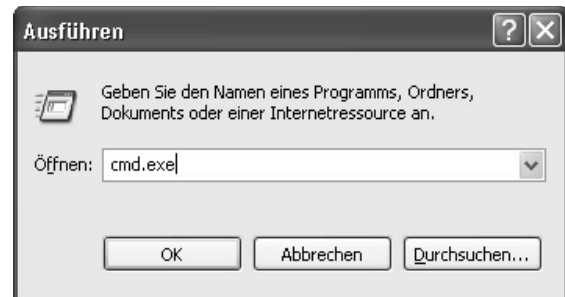 Ausführen
Geben Sie den Namen eines Programms, Ordners,
Dokuments oder einer Internetressource an.
Öffnen: cmd.exe
OK Abbrechen Durchsuchen...